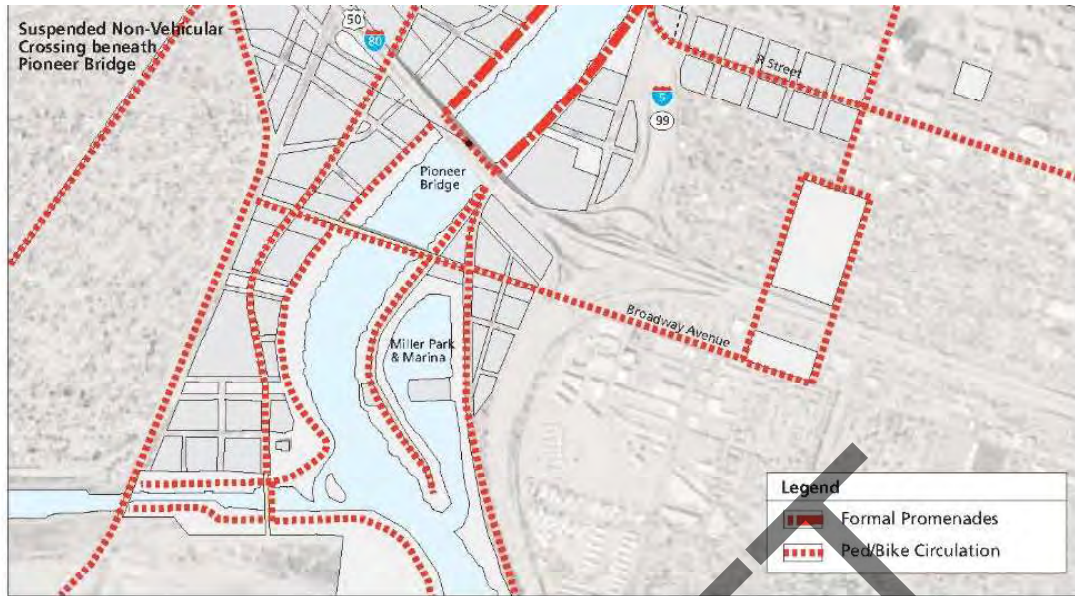 Suspended Non-Vehicular
Crossing beneath
Pioneer Bridge
50
80
R Street
5
99
Pioneer
Bridge
Broadway Avenue
Miller Park
& Marina
Legend
Formal Promenades
Ped/Bike Circulation